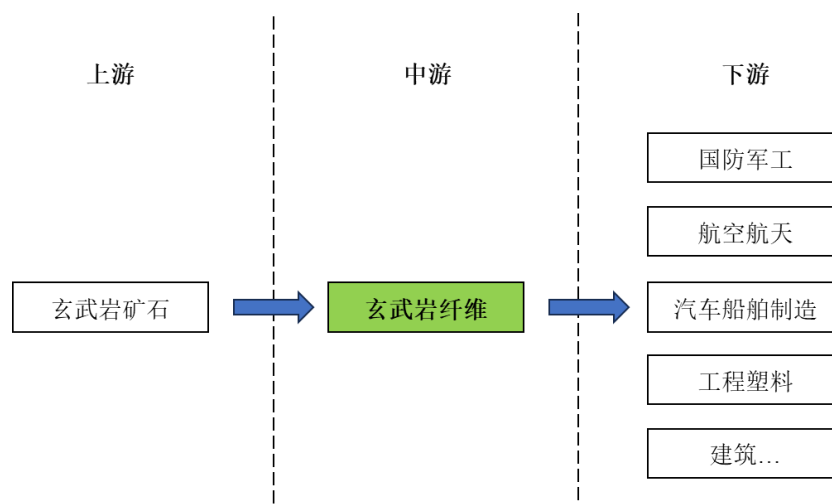 上游
中游
下游
国防军工
航空航天
玄武岩矿石
玄武岩纤维
汽车船舶制造
工程塑料
建筑…